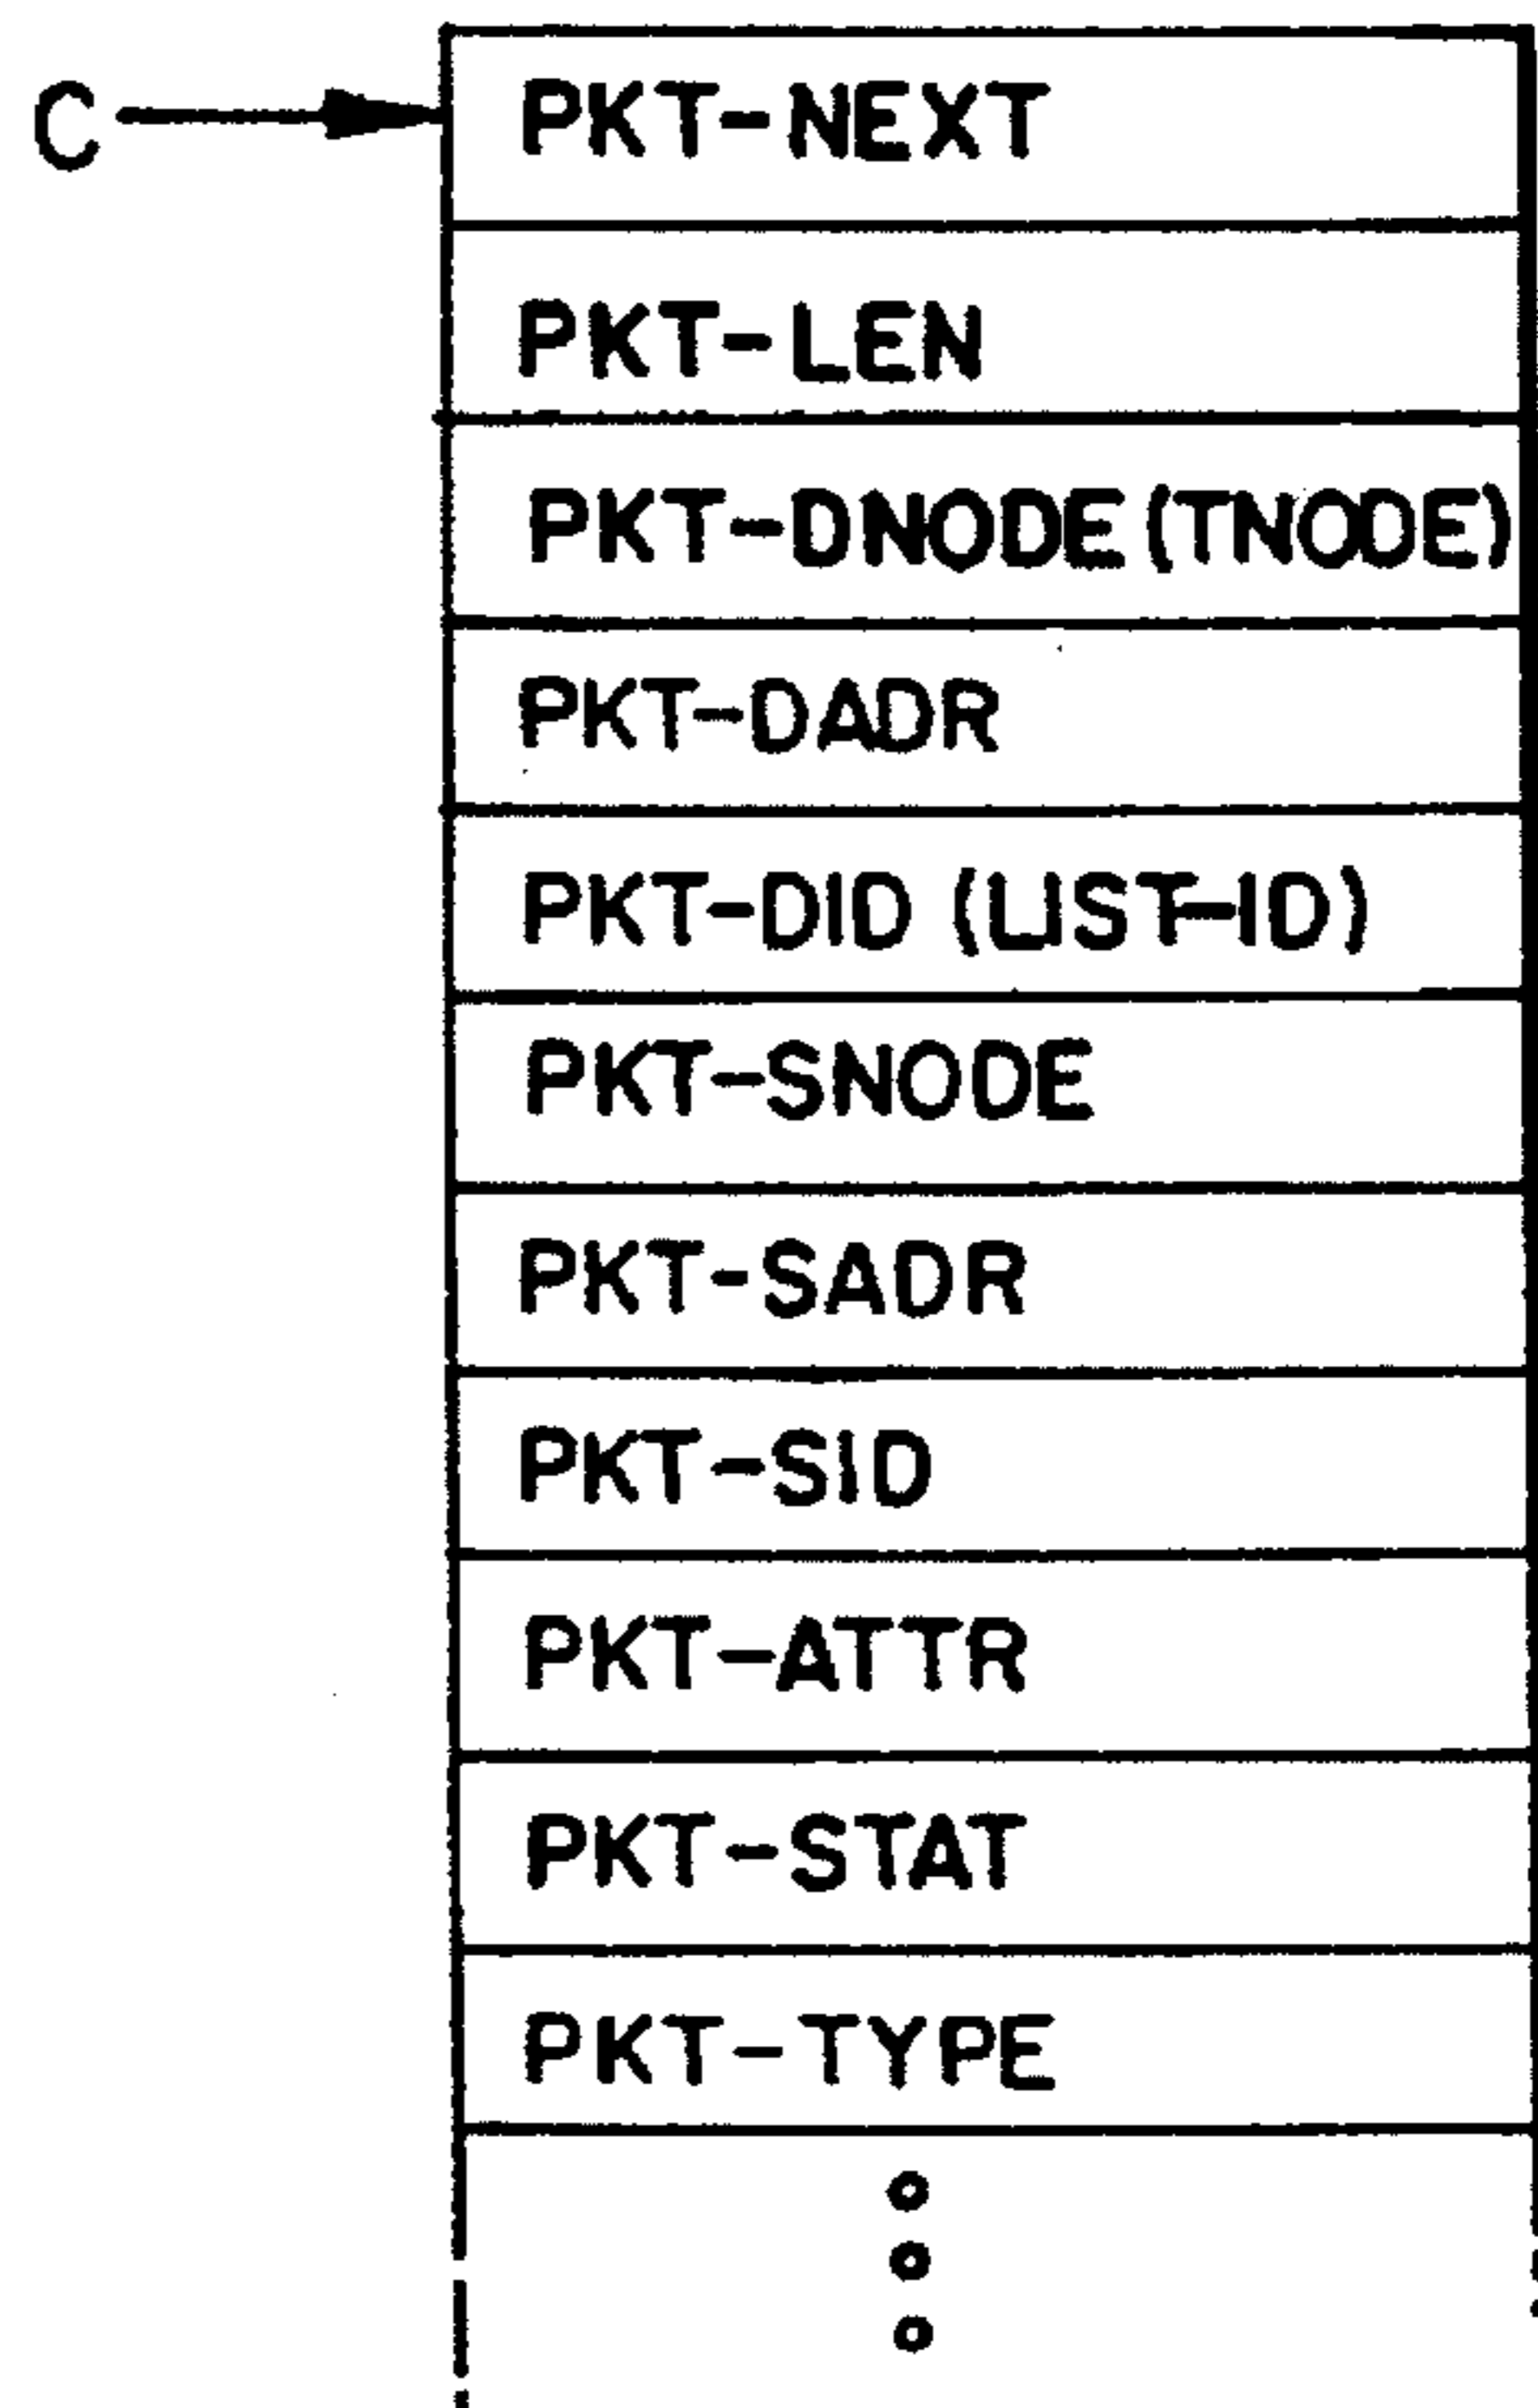 C
PKT-NEXT
PKT-LEN
PKT-DNODE (TNODE)
PKT-DADR
PKT-DID (LIST-ID)
PKT-SNODE
PKT-SADR
PKT-SID
PKT-ATTR
PKT-STAT
PKT-TYPE